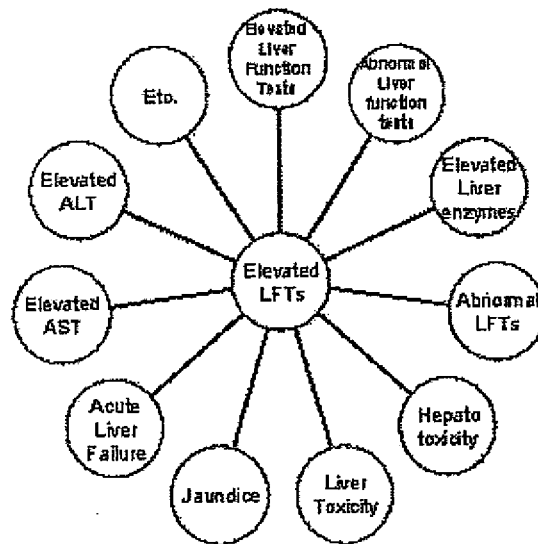 Elevated
Liver
Function
Tests
Abnormal
Liver
function
tests
Elevated
Liver
enzymes
Abnormal
LFTs
Hepato
toxicity
Liver
Toxicity
Jaundice
Acute
Liver
Failure
Elevated
AST
Elevated
ALT
Etc.
Elevated
LFTs